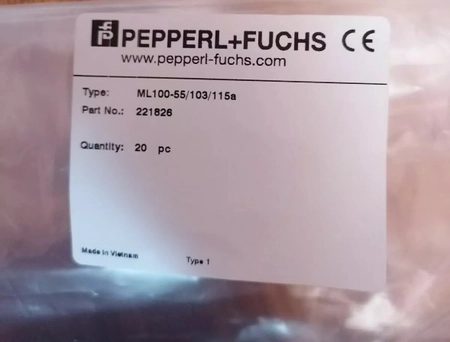 PEPPERL+FUCHS CE
www.pepperl-fuchs.com
Type: ML100-55/103/115a
Part No.: 221826
Quantity: 20 pc
Made in Vietnam Type 1